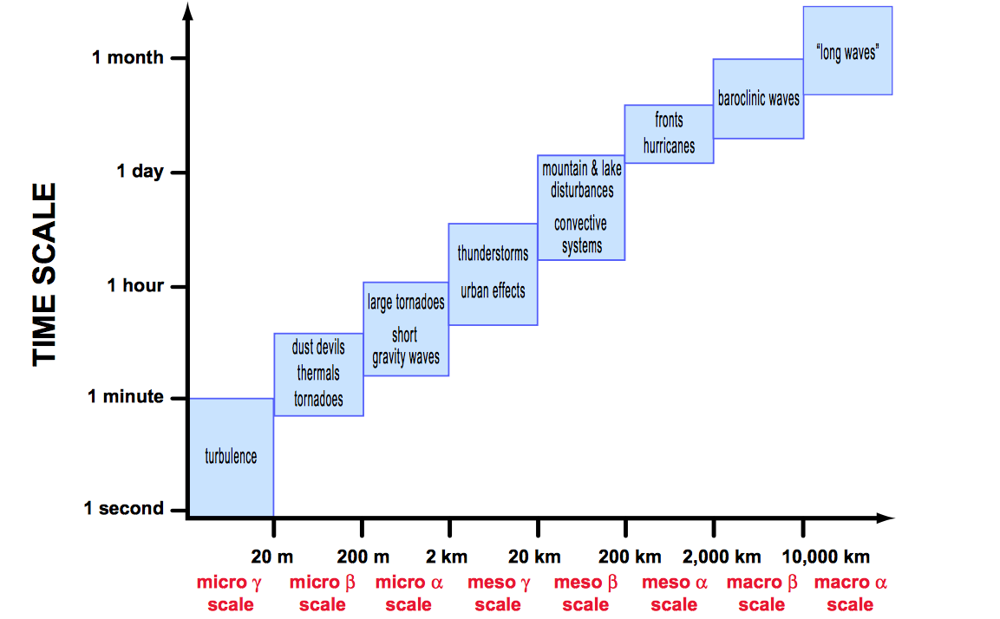 1 month
1 day
1 hour
1 minute
1 second
TIME SCALE
"long waves"
baroclinic waves
fronts
hurricanes
mountain & lake
disturbances
convective
systems
thunderstorms
urban effects
large tornadoes
short
gravity waves
dust devils
thermals
tornadoes
turbulence
20 m 200 m 2 km 20 km 200 km 2,000 km 10,000 km
micro γ micro β micro α meso γ meso β meso α macro β macro α
scale scale scale scale scale scale scale scale